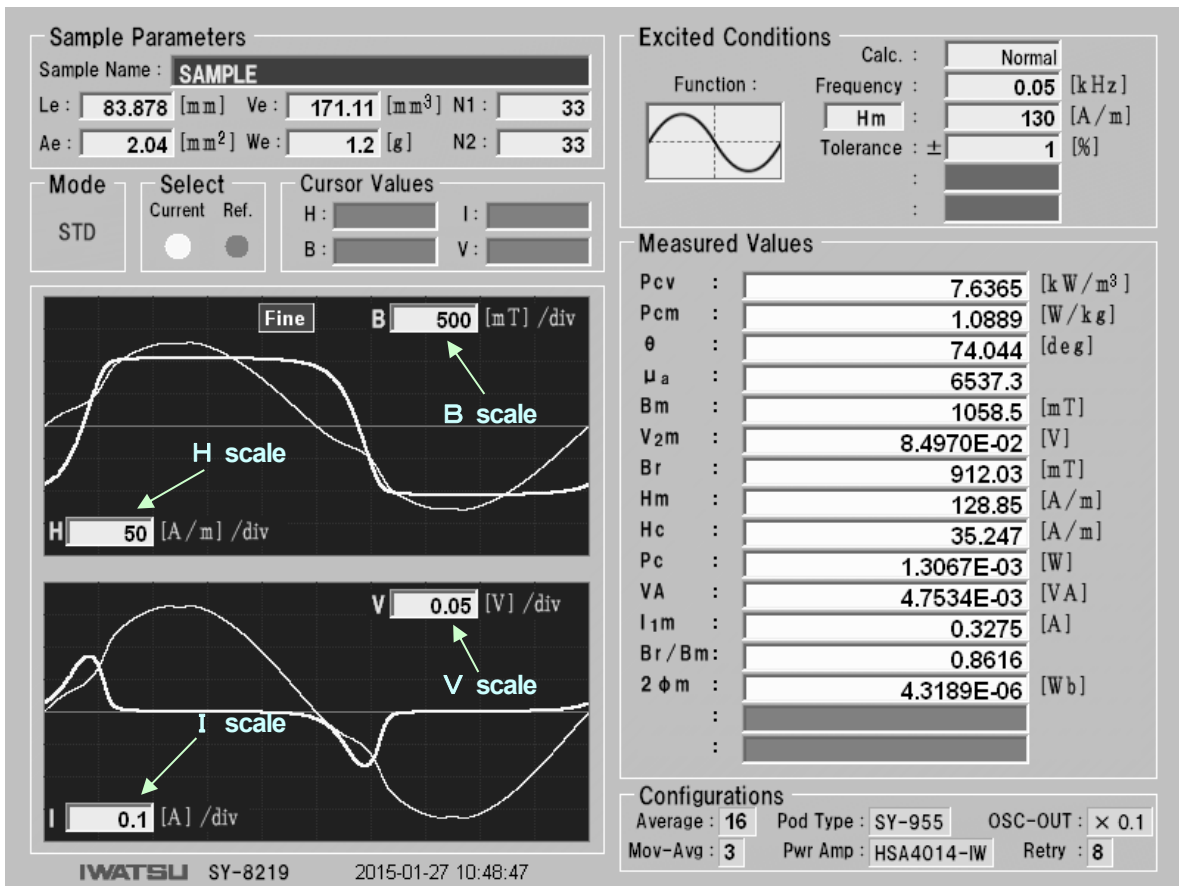 Sample Parameters
Sample Name : SAMPLE
Le : 83.878 [mm] Ve : 171.11 [mm³] N1 : 33
Ae : 2.04 [mm²] We : 1.2 [g] N2 : 33
Mode
STD
Select
Current Ref.
Cursor Values
H : I :
B : V :
Fine
B 500 [mT] /div
B scale
H scale
H 50 [A/m] /div
V 0.05 [V] /div
V scale
I scale
I 0.1 [A] /div
IWATSU SY-8219 2015-01-27 10:48:47
Excited Conditions
Function :
Calc. : Normal
Frequency : 0.05 [kHz]
Hm : 130 [A/m]
Tolerance : ± 1 [%]
:
:
Measured Values
Pcv : 7.6365 [kW/m³]
Pcm : 1.0889 [W/kg]
θ : 74.044 [deg]
μa : 6537.3
Bm : 1058.5 [mT]
V2m : 8.4970E-02 [V]
Br : 912.03 [mT]
Hm : 128.85 [A/m]
Hc : 35.247 [A/m]
Pc : 1.3067E-03 [W]
VA : 4.7534E-03 [VA]
I1m : 0.3275 [A]
Br/Bm: 0.8616
2φm : 4.3189E-06 [Wb]
:
:
Configurations
Average : 16 Pod Type : SY-955 OSC-OUT : × 0.1
Mov-Avg : 3 Pwr Amp : HSA4014-IW Retry : 8